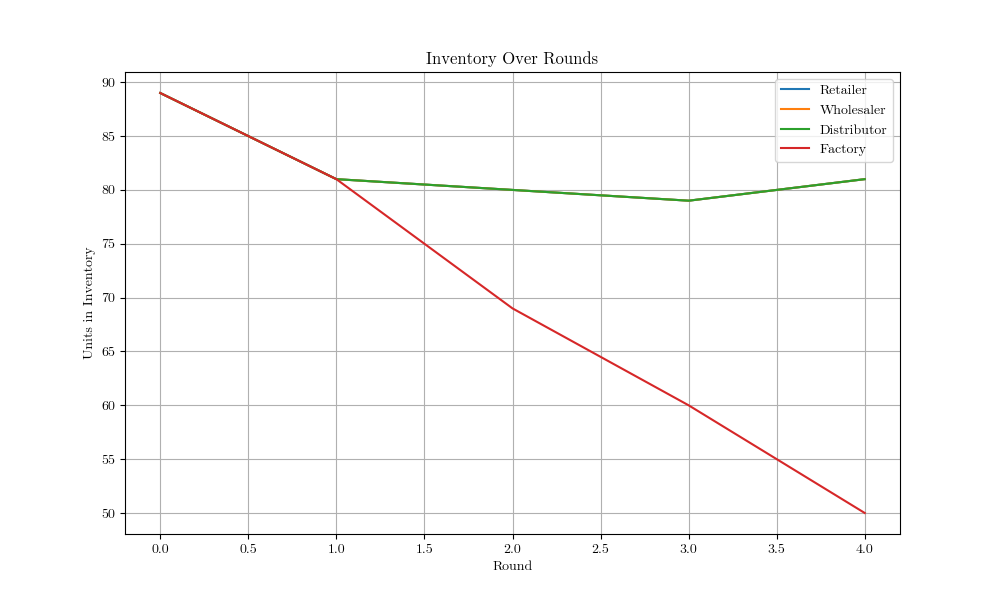 Inventory Over Rounds
Retailer
Wholesaler
Distributor
Factory
90
85
80
75
70
65
60
55
50
Units in Inventory
0.0 0.5 1.0 1.5 2.0 2.5 3.0 3.5 4.0
Round